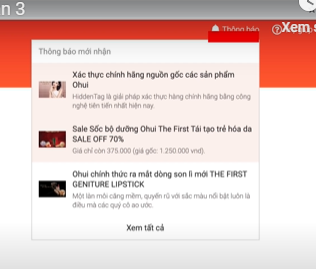 n 3
Thông báo
Xem
Thông báo mới nhận
Xác thực chính hãng nguồn gốc các sản phẩm
Ohui
HiddenTag là giải pháp xác thực hàng chính hãng bằng công
nghệ tiên tiến nhất hiện nay.
Sale Sốc bộ dưỡng Ohui The First Tái tạo trẻ hóa da
SALE OFF 70%
Giá chỉ còn 375.000 (giá gốc: 1.250.000 vnd).
Ohui chính thức ra mắt dòng son lì mới THE FIRST
GENITURE LIPSTICK
Một làn môi căng mềm, quyến rũ với sắc màu nổi bật luôn là
điều mà các quý cô ao ước.
Xem tất cả